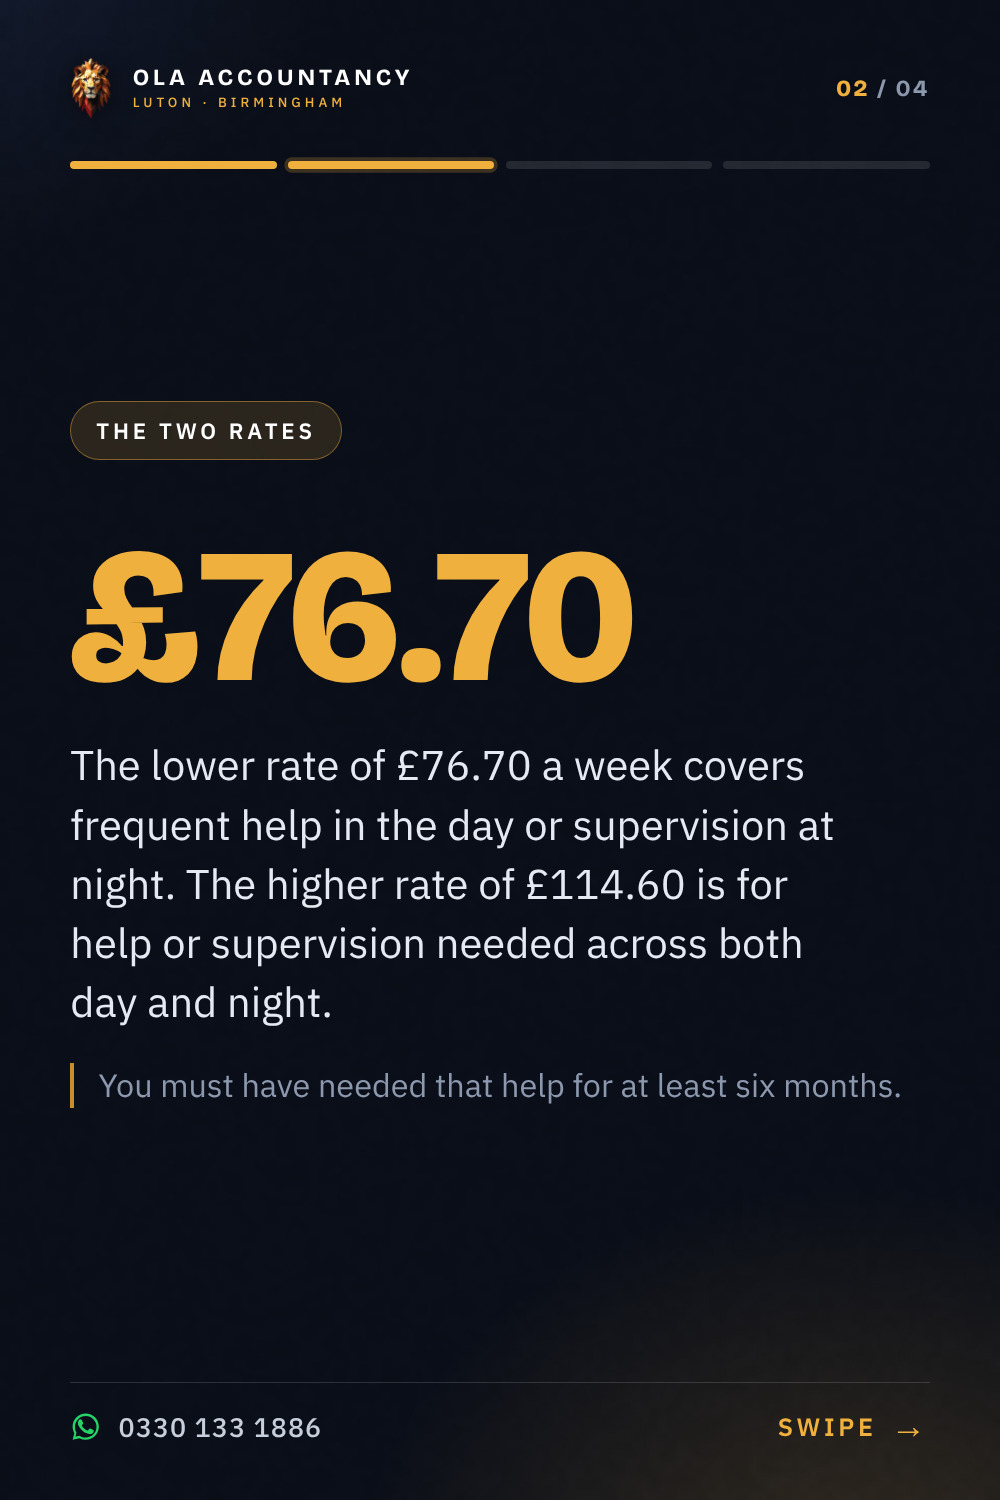 OLA ACCOUNTANCY
LUTON · BIRMINGHAM
02 / 04
THE TWO RATES
£76.70
The lower rate of £76.70 a week covers
frequent help in the day or supervision at
night. The higher rate of £114.60 is for
help or supervision needed across both
day and night.
You must have needed that help for at least six months.
0330 133 1886
SWIPE →